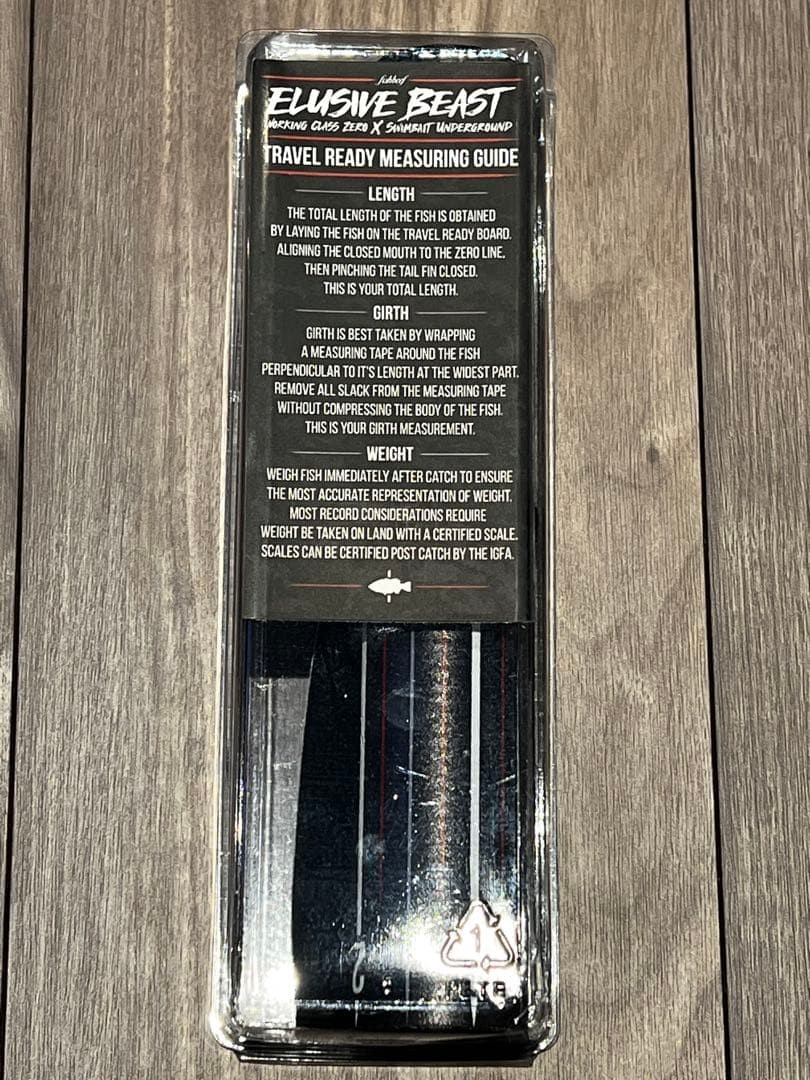 ELUSIVE BEAST
WORKING CLASS ZERO X SWIMBAIT UNDERGROUND
TRAVEL READY MEASURING GUIDE
LENGTH
THE TOTAL LENGTH OF THE FISH IS OBTAINED
BY LAYING THE FISH ON THE TRAVEL READY BOARD.
ALIGNING THE CLOSED MOUTH TO THE ZERO LINE,
THEN PINCHING THE TAIL FIN CLOSED.
THIS IS YOUR TOTAL LENGTH.
GIRTH
GIRTH IS BEST TAKEN BY WRAPPING
A MEASURING TAPE AROUND THE FISH
PERPENDICULAR TO IT'S LENGTH AT THE WIDEST PART.
REMOVE ALL SLACK FROM THE MEASURING TAPE
WITHOUT COMPRESSING THE BODY OF THE FISH.
THIS IS YOUR GIRTH MEASUREMENT.
WEIGHT
WEIGH FISH IMMEDIATELY AFTER CATCH TO ENSURE
THE MOST ACCURATE REPRESENTATION OF WEIGHT.
MOST RECORD CONSIDERATIONS REQUIRE
WEIGHT BE TAKEN ON LAND WITH A CERTIFIED SCALE.
SCALES CAN BE CERTIFIED POST CATCH BY THE IGFA.
2
1